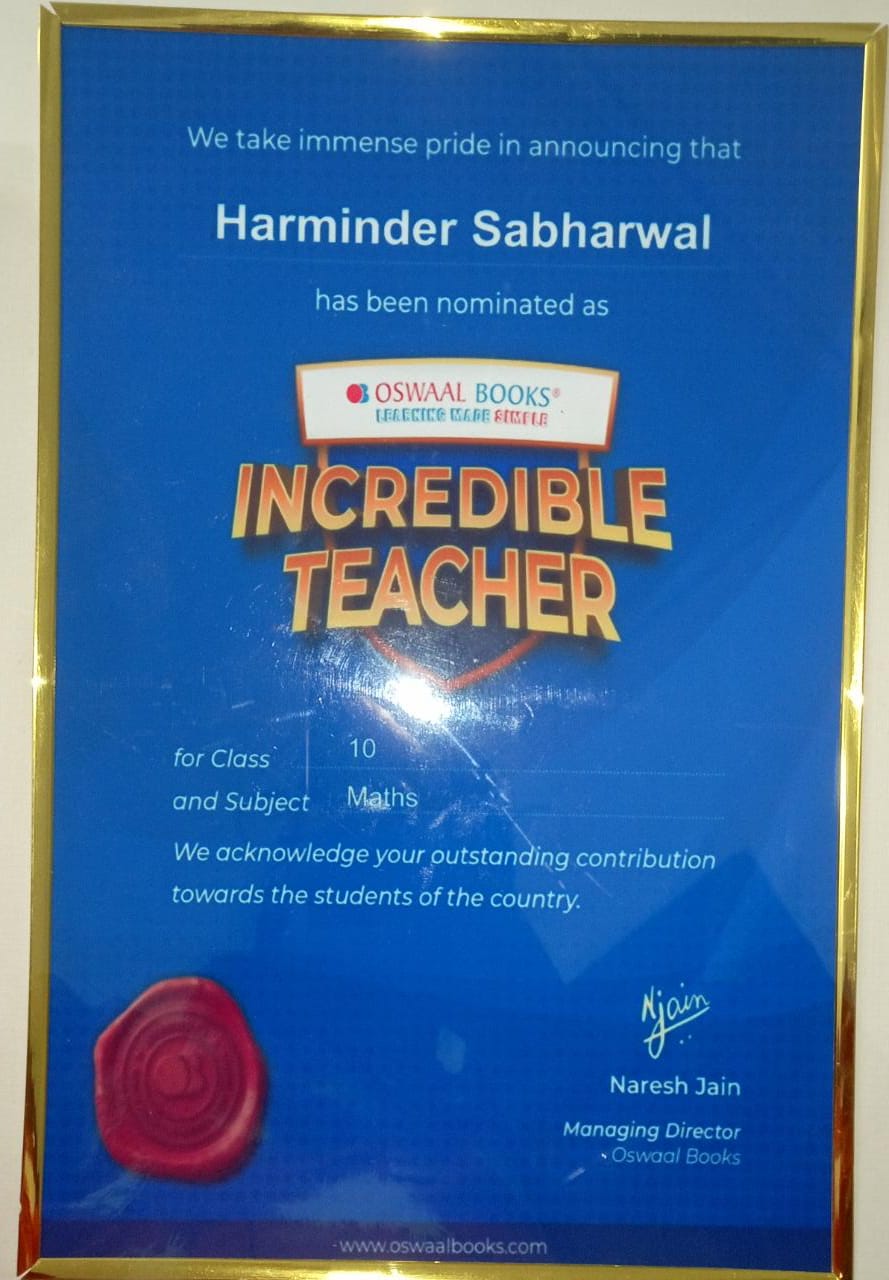 We take immense pride in announcing that
Harminder Sabharwal
has been nominated as
OSWAAL BOOKS®
LEARNING MADE SIMPLE
INCREDIBLE
TEACHER
for Class 10
and Subject Maths
We acknowledge your outstanding contribution
towards the students of the country.
Njain
Naresh Jain
Managing Director
Oswaal Books
www.oswaalbooks.com